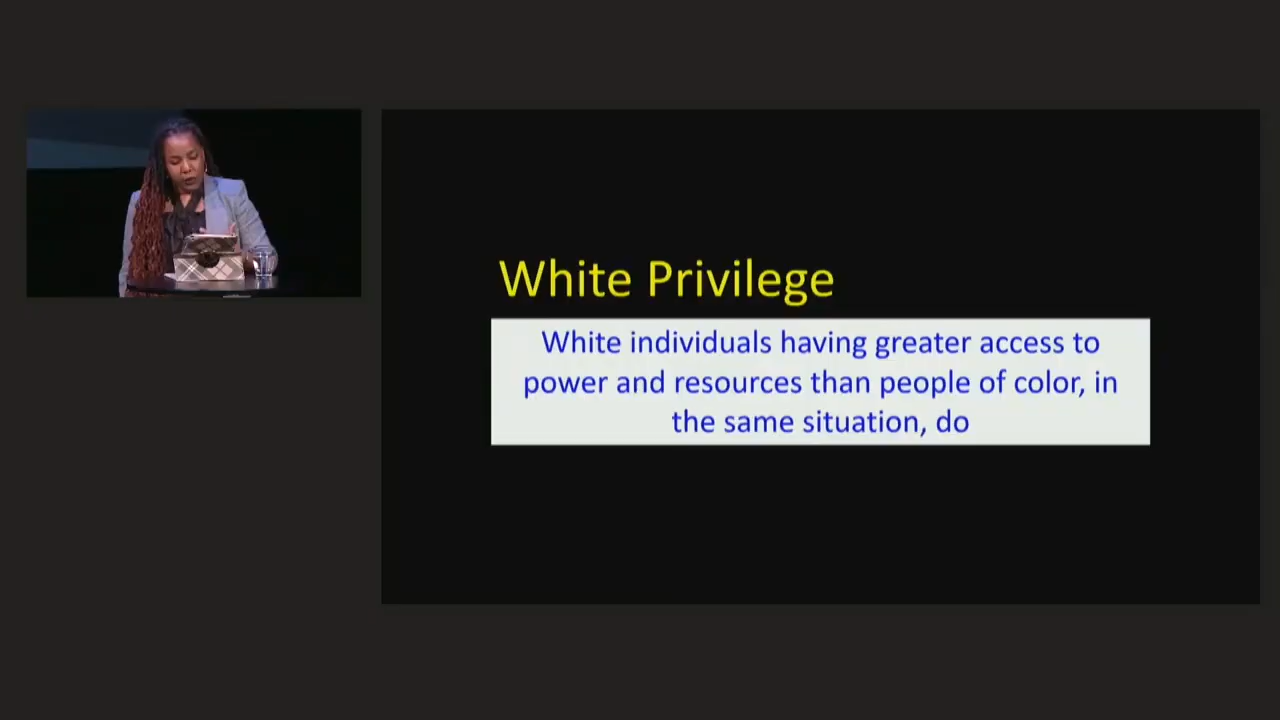 White Privilege
White individuals having greater access to
power and resources than people of color, in
the same situation, do